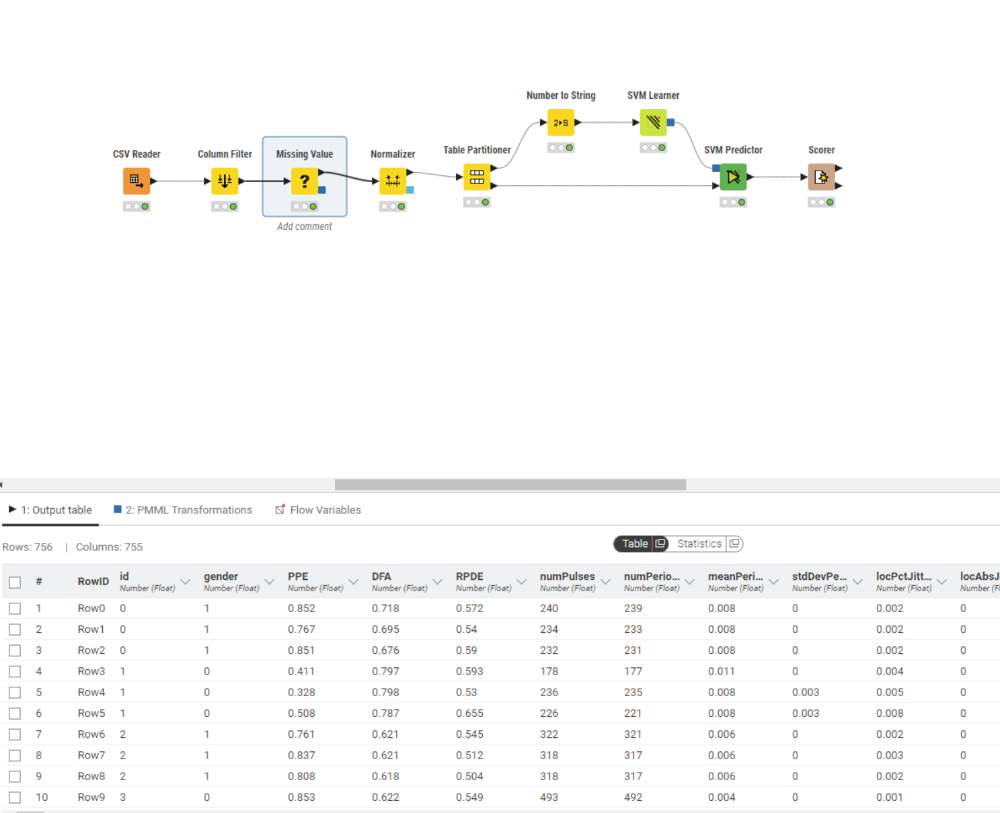 Number to String
SVM Learner
2▸S
CSV Reader
Column Filter
Missing Value
Normalizer
Table Partitioner
SVM Predictor
Scorer
?
Add comment
1: Output table
2: PMML Transformations
Flow Variables
Rows: 756 | Columns: 755
Table
Statistics
# RowID id gender PPE DFA RPDE numPulses numPerio... meanPeri... stdDevPe... locPctJitt... locAbsJ
Number (Float) Number (Float) Number (Float) Number (Float) Number (Float) Number (Float) Number (Float) Number (Float) Number (Float) Number (Float) Number (Fl
1 Row0 0 1 0.852 0.718 0.572 240 239 0.008 0 0.002 0
2 Row1 0 1 0.767 0.695 0.54 234 233 0.008 0 0.002 0
3 Row2 0 1 0.851 0.676 0.59 232 231 0.008 0 0.002 0
4 Row3 1 0 0.411 0.797 0.593 178 177 0.011 0 0.004 0
5 Row4 1 0 0.328 0.798 0.53 236 235 0.008 0.003 0.005 0
6 Row5 1 0 0.508 0.787 0.655 226 221 0.008 0.003 0.008 0
7 Row6 2 1 0.761 0.621 0.545 322 321 0.006 0 0.002 0
8 Row7 2 1 0.837 0.621 0.512 318 317 0.006 0 0.003 0
9 Row8 2 1 0.808 0.618 0.504 318 317 0.006 0 0.002 0
10 Row9 3 0 0.853 0.622 0.549 493 492 0.004 0 0.001 0